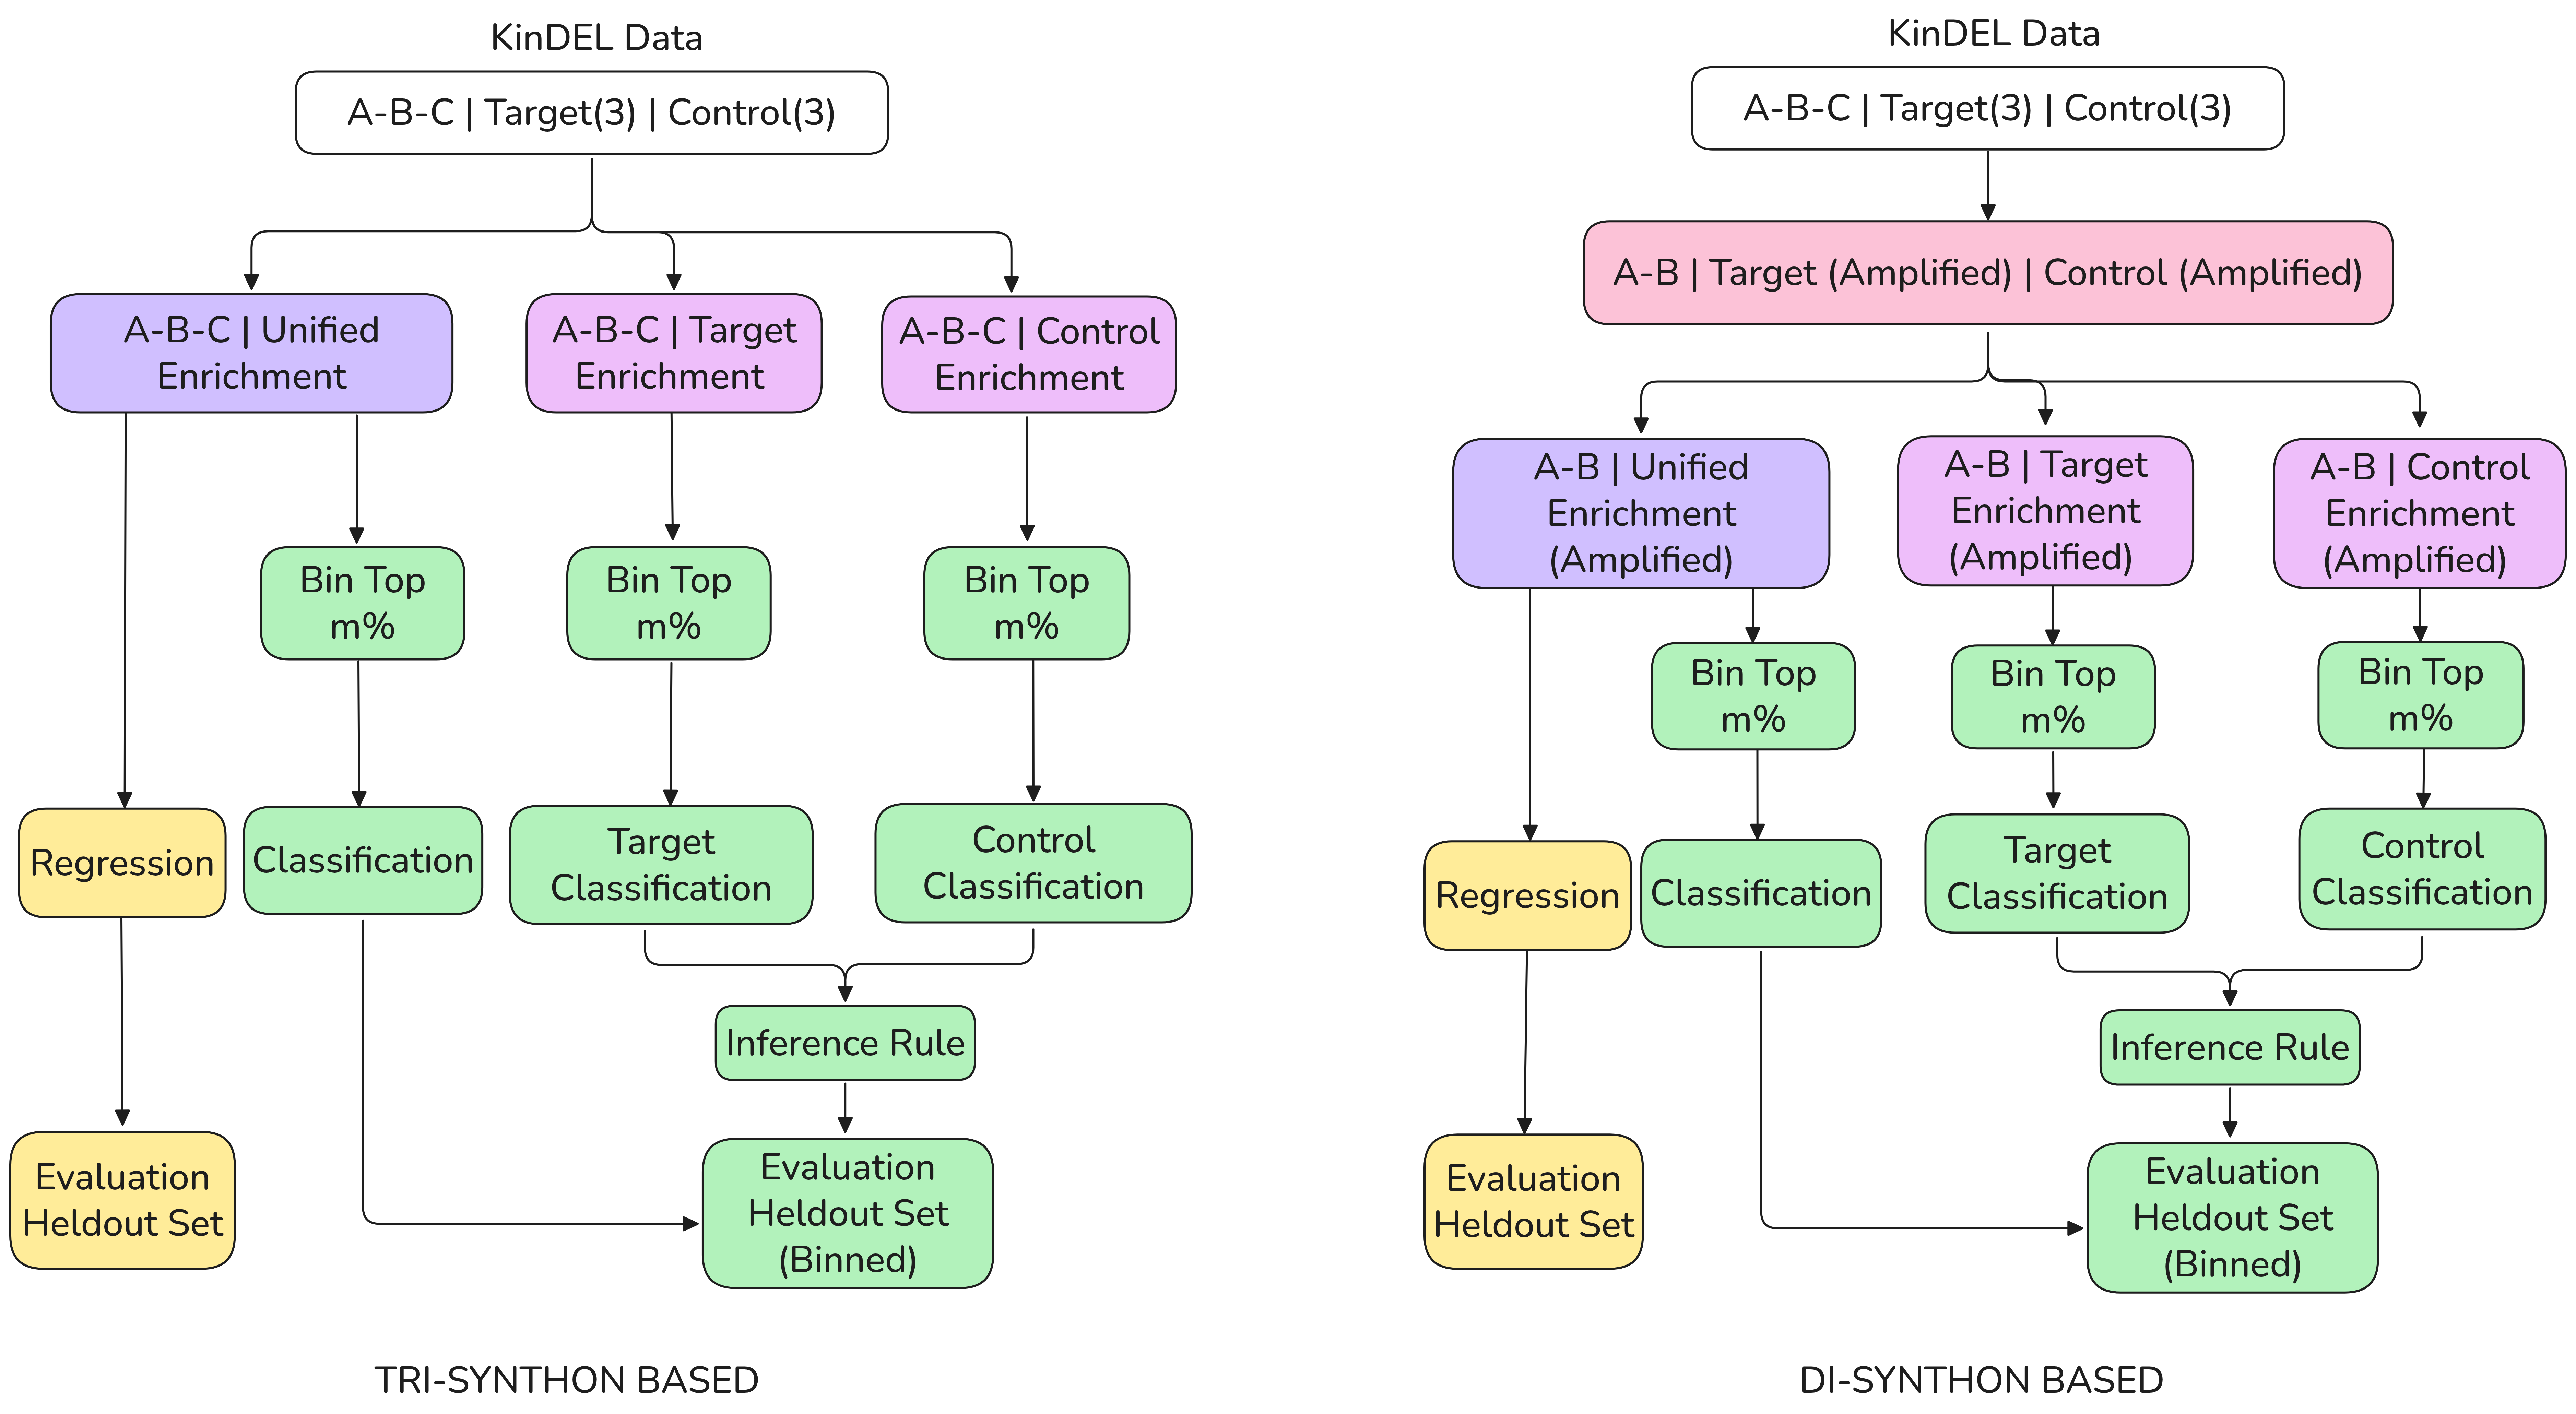 KinDEL Data
A-B-C | Target(3) | Control(3)
A-B-C | Unified
Enrichment
A-B-C | Target
Enrichment
A-B-C | Control
Enrichment
Bin Top
m%
Bin Top
m%
Bin Top
m%
Regression
Classification
Target
Classification
Control
Classification
Inference Rule
Evaluation
Heldout Set
Evaluation
Heldout Set
(Binned)
TRI-SYNTHON BASED
KinDEL Data
A-B-C | Target(3) | Control(3)
A-B | Target (Amplified) | Control (Amplified)
A-B | Unified
Enrichment
(Amplified)
A-B | Target
Enrichment
(Amplified)
A-B | Control
Enrichment
(Amplified)
Bin Top
m%
Bin Top
m%
Bin Top
m%
Regression
Classification
Target
Classification
Control
Classification
Inference Rule
Evaluation
Heldout Set
Evaluation
Heldout Set
(Binned)
DI-SYNTHON BASED